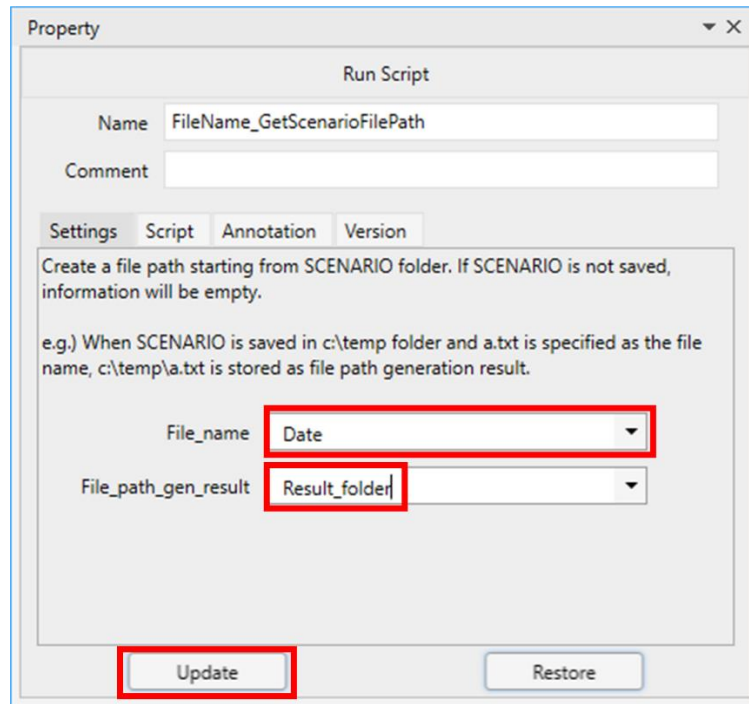 Property
Run Script
Name FileName_GetScenarioFilePath
Comment
Settings Script Annotation Version
Create a file path starting from SCENARIO folder. If SCENARIO is not saved,
information will be empty.
e.g.) When SCENARIO is saved in c:\temp folder and a.txt is specified as the file
name, c:\temp\a.txt is stored as file path generation result.
File_name Date
File_path_gen_result Result_folder
Update Restore